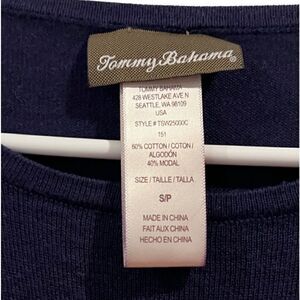 Tommy Bahama
TOMMY BAHAMA
428 WESTLAKE AVE N
SEATTLE, WA 98109
USA
STYLE # TSW25000C
151
60% COTTON / COTON /
ALGODÓN
40% MODAL
SIZE / TAILLE / TALLA
S/P
MADE IN CHINA
FAIT AUX CHINA
HECHO EN CHINA